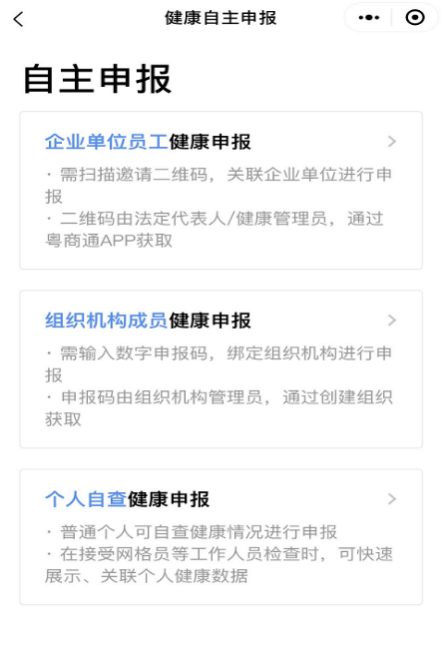 健康自主申报
自主申报
企业单位员工健康申报
· 需扫描邀请二维码，关联企业单位进行申
报
· 二维码由法定代表人/健康管理员，通过
粤商通APP获取
组织机构成员健康申报
· 需输入数字申报码，绑定组织机构进行申
报
· 申报码由组织机构管理员，通过创建组织
获取
个人自查健康申报
· 普通个人可自查健康情况进行申报
· 在接受网格员等工作人员检查时，可快速
展示、关联个人健康数据